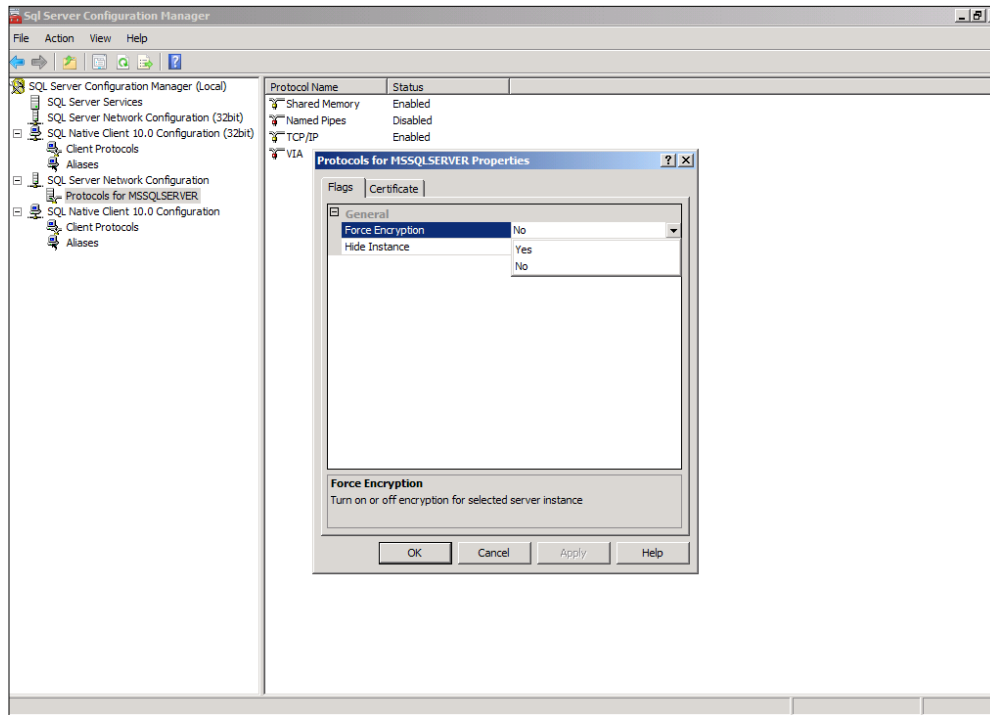 Sql Server Configuration Manager
File Action View Help
SQL Server Configuration Manager (Local)
SQL Server Services
SQL Server Network Configuration (32bit)
SQL Native Client 10.0 Configuration (32bit)
Client Protocols
Aliases
SQL Server Network Configuration
Protocols for MSSQLSERVER
SQL Native Client 10.0 Configuration
Client Protocols
Aliases
Protocol Name Status
Shared Memory Enabled
Named Pipes Disabled
TCP/IP Enabled
VIA
Protocols for MSSQLSERVER Properties
Flags Certificate
General
Force Encryption No
Hide Instance
Yes
No
Force Encryption
Turn on or off encryption for selected server instance
OK Cancel Apply Help